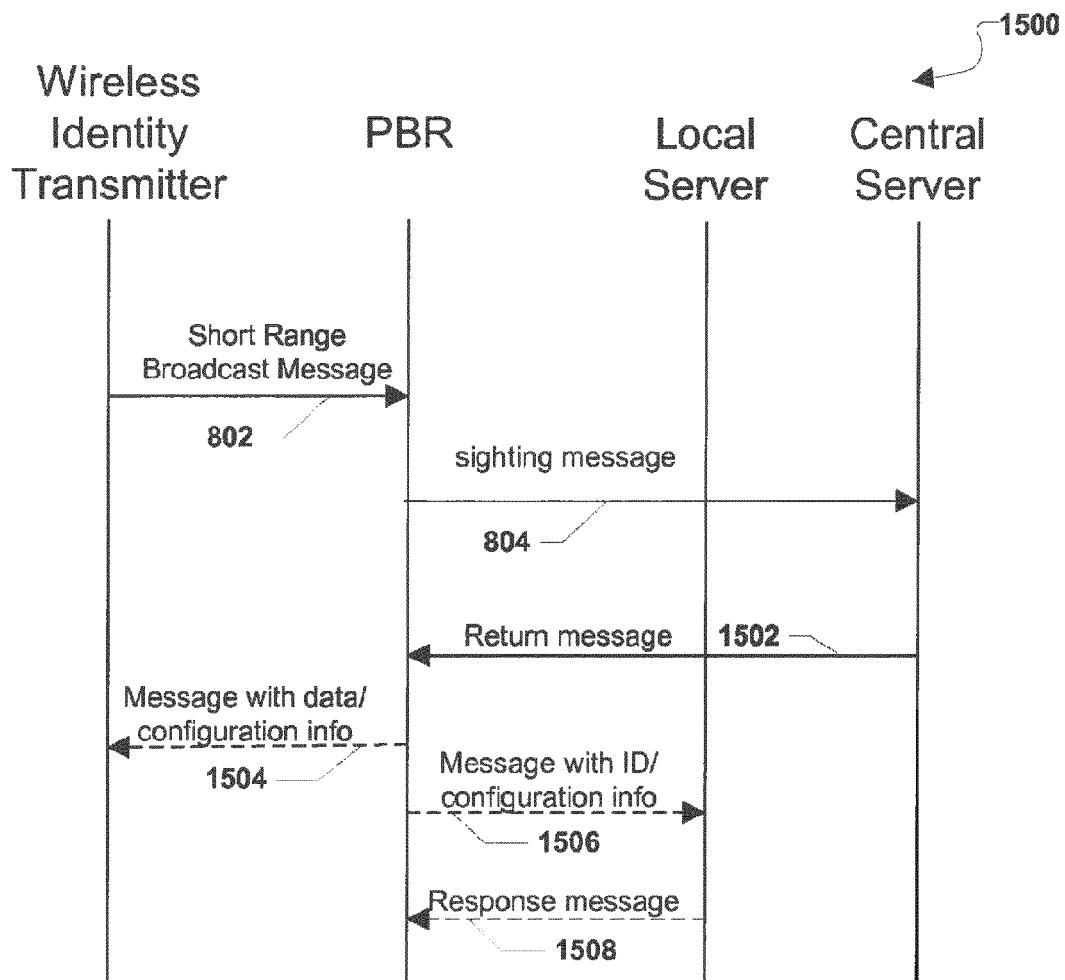 1500
Wireless
Identity
Transmitter
PBR
Local
Server
Central
Server
Short Range
Broadcast Message
802
sighting message
804
Return message
1502
Message with data/
configuration info
1504
Message with ID/
configuration info
1506
Response message
1508